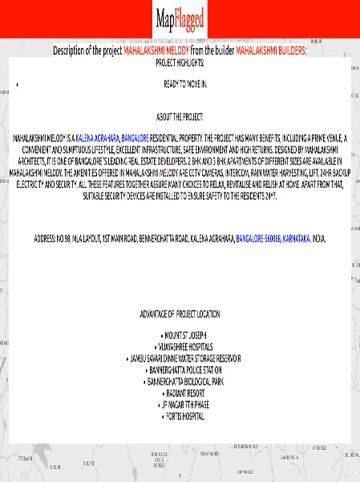 MapFlagged
Description of the project MAHALAKSHMI MELODY from the builder MAHALAKSHMI BUILDERS:
PROJECT HIGHLIGHTS:
• READY TO MOVE IN.
ABOUT THE PROJECT:
MAHALAKSHMI MELODY IS A KALENA AGRAHARA, BANGALORE RESIDENTIAL PROPERTY. THE PROJECT HAS MANY BENEFITS, INCLUDING A PRIME VENUE, A
CONVENIENT AND SUMPTUOUS LIFESTYLE, EXCELLENT INFRASTRUCTURE, SAFE ENVIRONMENT AND HIGH RETURNS. DESIGNED BY MAHALAKSHMI
ARCHITECTS, IT IS ONE OF BANGALORE'S LEADING REAL ESTATE DEVELOPERS. 2 BHK AND 3 BHK APARTMENTS OF DIFFERENT SIZES ARE AVAILABLE IN
MAHALAKSHMI MELODY. THE AMENITIES OFFERED IN MAHALAKSHMI MELODY ARE CCTV CAMERAS, INTERCOM, RAIN WATER HARVESTING, LIFT, 24HR BACKUP
ELECTRICITY AND SECURITY. ALL THESE FEATURES TOGETHER ASSURE MANY CHOICES TO RELAX, REVITALISE AND RELISH AT HOME. APART FROM THAT,
SUITABLE SECURITY DEVICES ARE INSTALLED TO ENSURE SAFETY TO THE RESIDENTS 24*7.
ADDRESS: NO.98, MLA LAYOUT, 1ST MAIN ROAD, BENNERGHATTA ROAD, KALENA AGRAHARA, BANGALORE-560068, KARNATAKA, INDIA.
ADVANTAGE OF PROJECT LOCATION
• MOUNT ST JOSEPH
• VIJAYASHREE HOSPITALS
• JAMBU SAVARI DINNE WATER STORAGE RESERVOIR
• BANNERGHATTA POLICE STATION
• BANNERGHATTA BIOLOGICAL PARK
• RADIANT RESORT
• JP NAGAR 7TH PHASE
• FORTIS HOSPITAL.